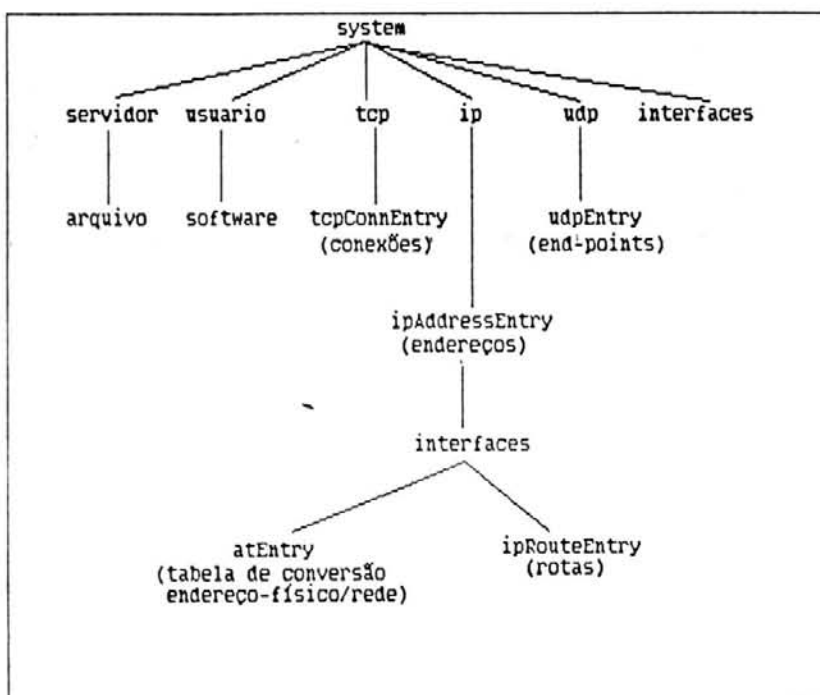 system
servidor usuario tcp ip udp interfaces
arquivo software tcpConnEntry udpEntry
(conexões) (end-points)
ipAddressEntry
(endereços)
interfaces
atEntry ipRouteEntry
(tabela de conversão (rotas)
endereço-físico/rede)